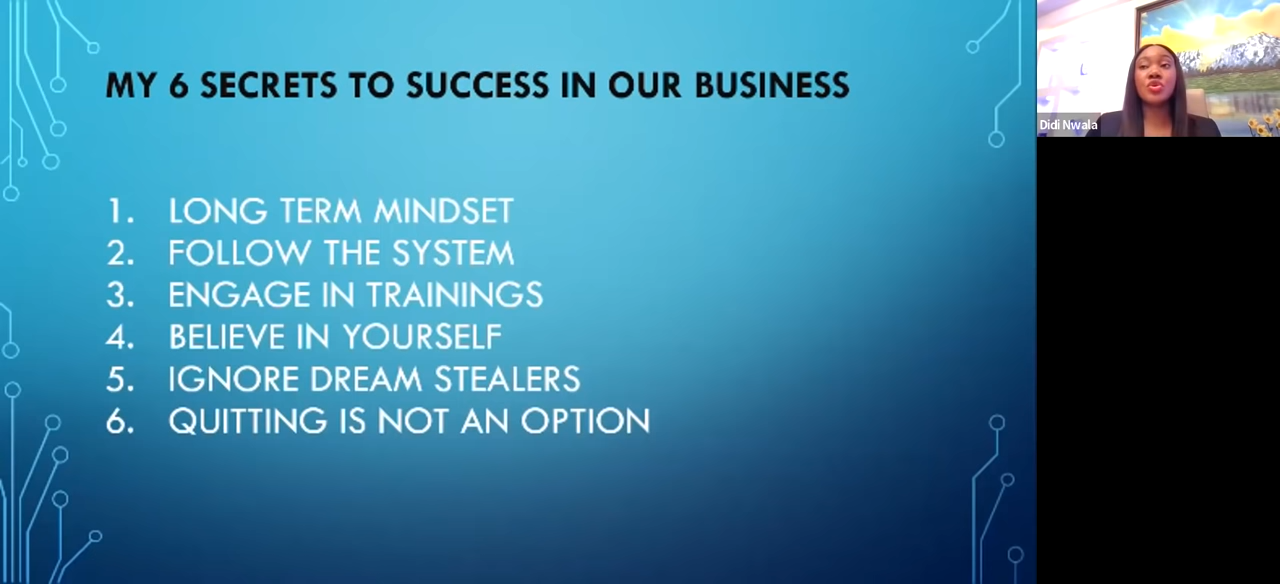 MY 6 SECRETS TO SUCCESS IN OUR BUSINESS
1. LONG TERM MINDSET
2. FOLLOW THE SYSTEM
3. ENGAGE IN TRAININGS
4. BELIEVE IN YOURSELF
5. IGNORE DREAM STEALERS
6. QUITTING IS NOT AN OPTION
Didi Nwala